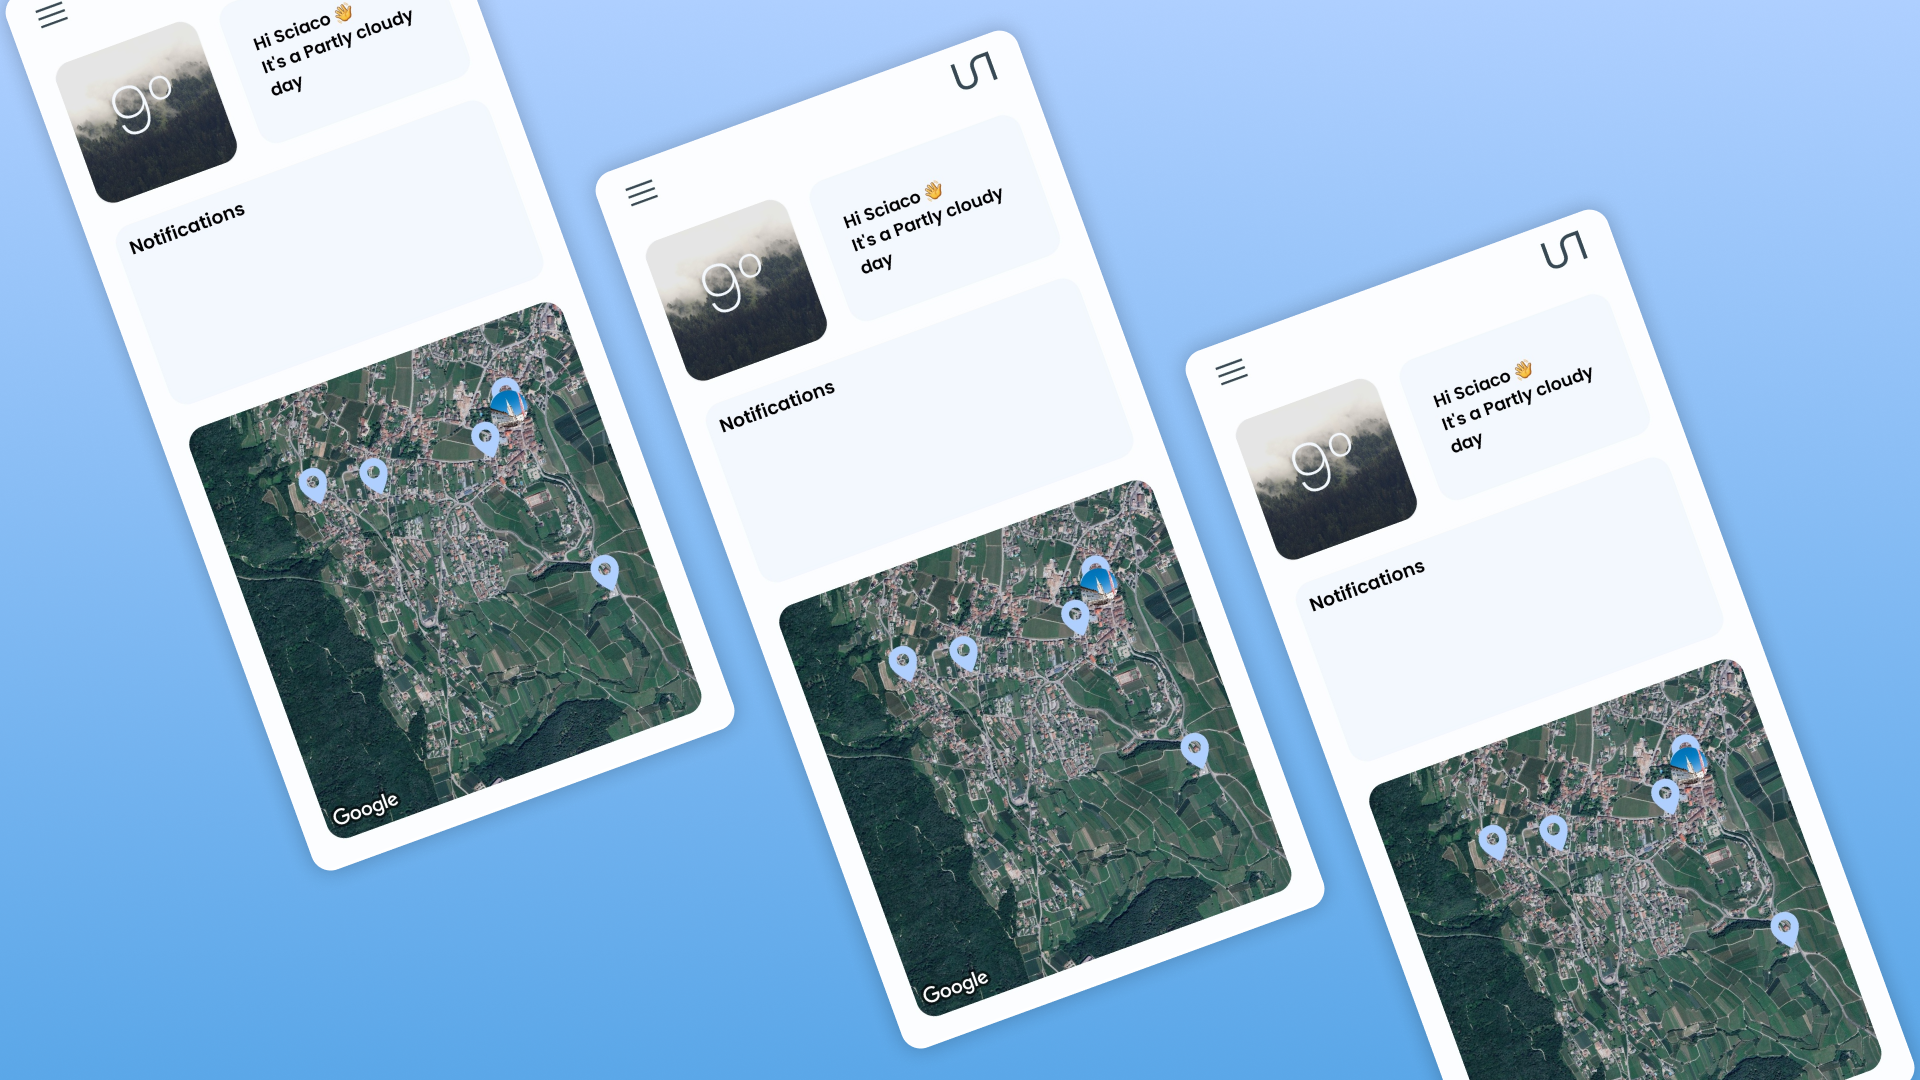 9°
Hi Sciaco 👋
It's a Partly cloudy
day
Notifications
Google
9°
Hi Sciaco 👋
It's a Partly cloudy
day
Notifications
Google
9°
Hi Sciaco 👋
It's a Partly cloudy
day
Notifications